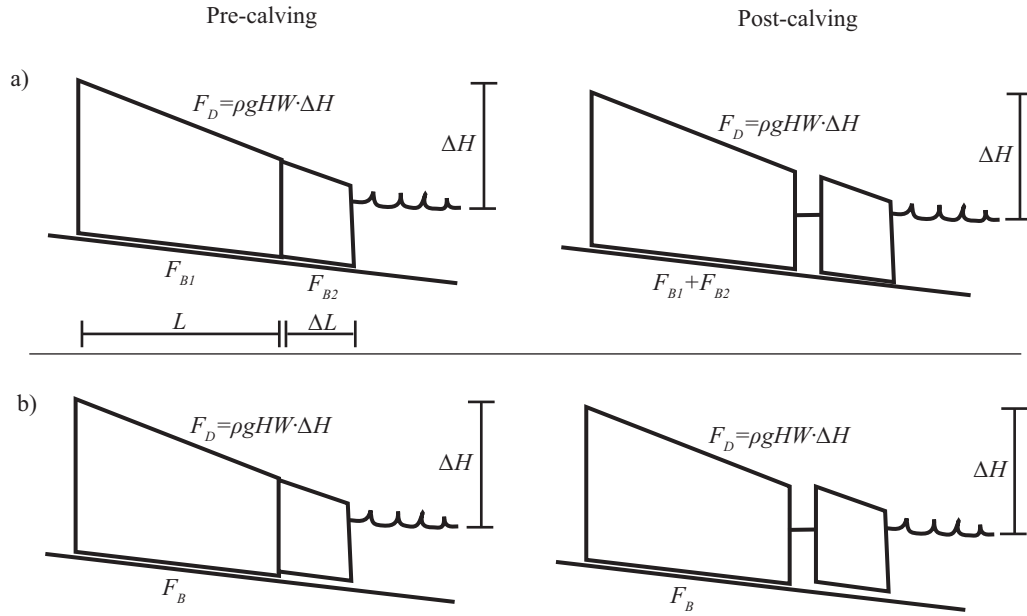 Pre-calving
Post-calving
a)
F_D=ρgHW·ΔH
ΔH
F_B1
F_B2
L
ΔL
F_D=ρgHW·ΔH
ΔH
F_B1+F_B2
b)
F_D=ρgHW·ΔH
ΔH
F_B
F_D=ρgHW·ΔH
ΔH
F_B